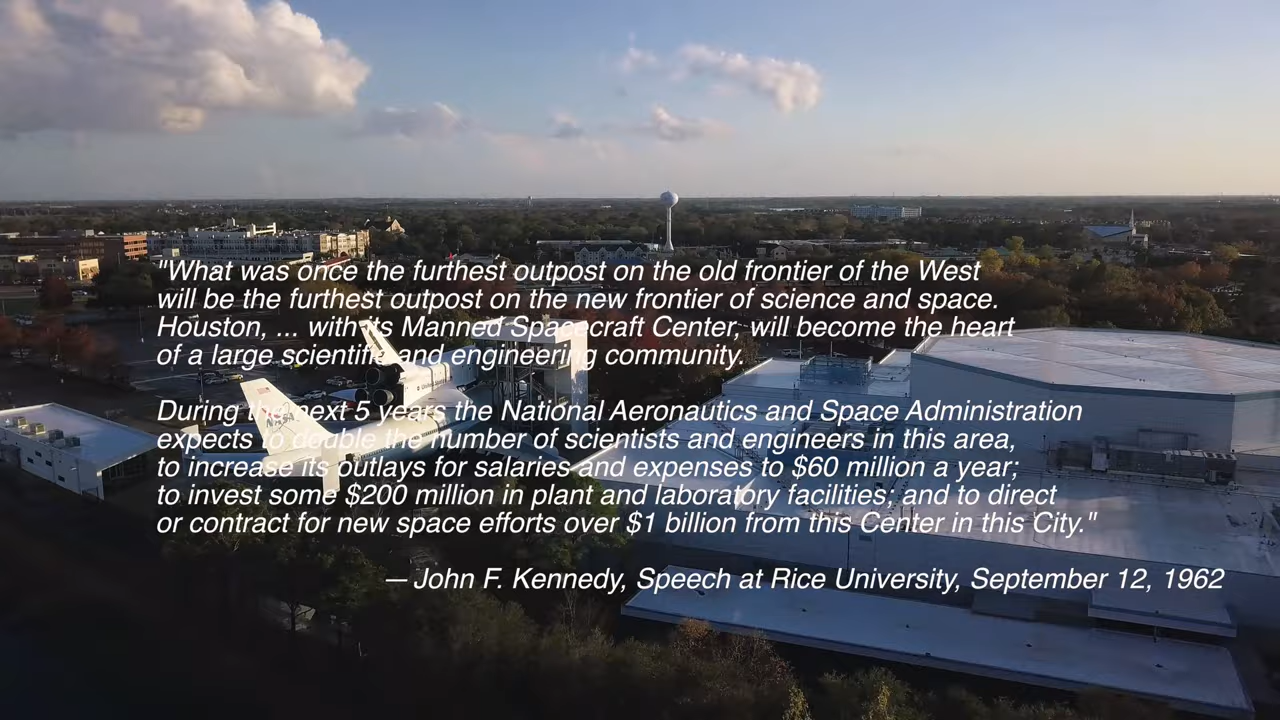 "What was once the furthest outpost on the old frontier of the West
will be the furthest outpost on the new frontier of science and space.
Houston, ... with its Manned Spacecraft Center, will become the heart
of a large scientific and engineering community.
During the next 5 years the National Aeronautics and Space Administration
expects to double the number of scientists and engineers in this area,
to increase its outlays for salaries and expenses to $60 million a year;
to invest some $200 million in plant and laboratory facilities; and to direct
or contract for new space efforts over $1 billion from this Center in this City."
— John F. Kennedy, Speech at Rice University, September 12, 1962
NASA